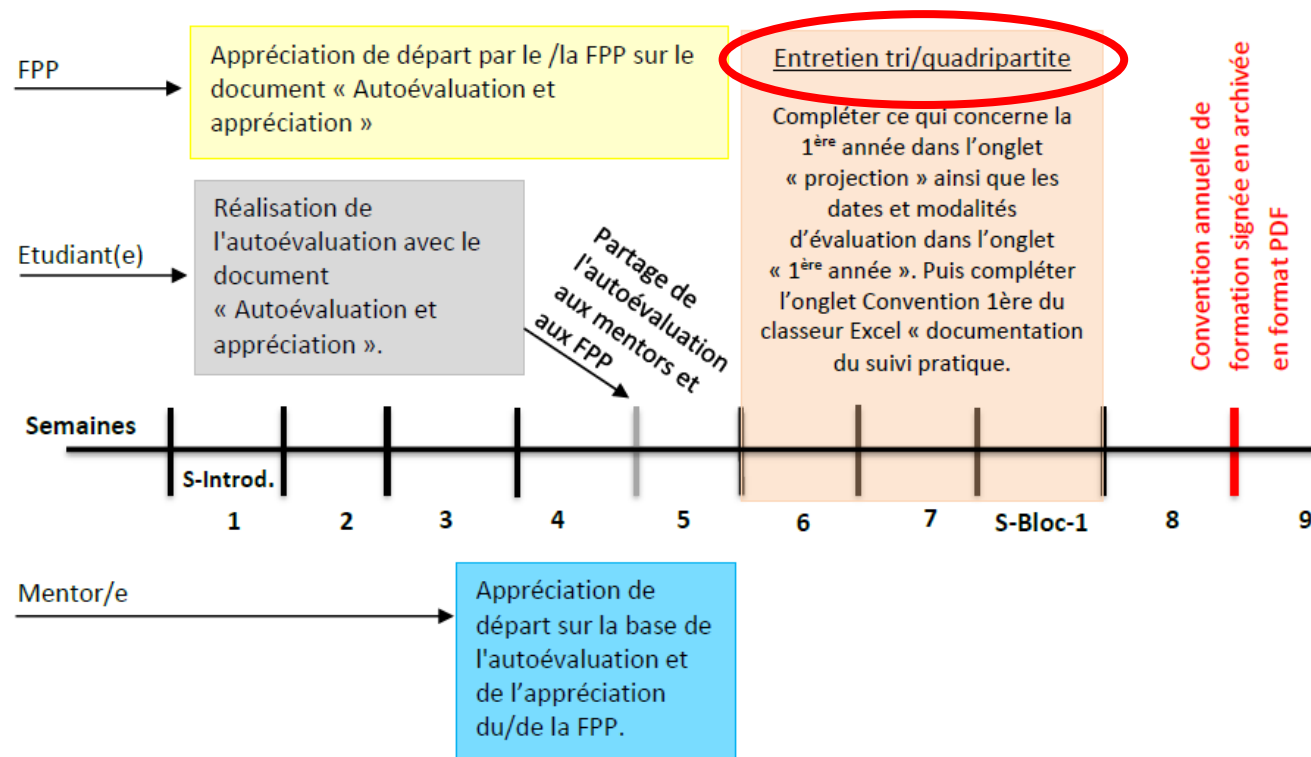 FPP
Appréciation de départ par le /la FPP sur le
document « Autoévaluation et
appréciation »
Entretien tri/quadripartite
Compléter ce qui concerne la
1ère année dans l'onglet
« projection » ainsi que les
dates et modalités
d'évaluation dans l'onglet
« 1ère année ». Puis compléter
l'onglet Convention 1ère du
classeur Excel « documentation
du suivi pratique.
Convention annuelle de
formation signée en archivée
en format PDF
Etudiant(e)
Réalisation de
l'autoévaluation avec le
document
« Autoévaluation et
appréciation ».
Partage de
l'autoévaluation
aux mentors et
aux FPP
Semaines
S-Introd.
1 2 3 4 5 6 7 S-Bloc-1 8 9
Mentor/e
Appréciation de
départ sur la base de
l'autoévaluation et
de l'appréciation
du/de la FPP.